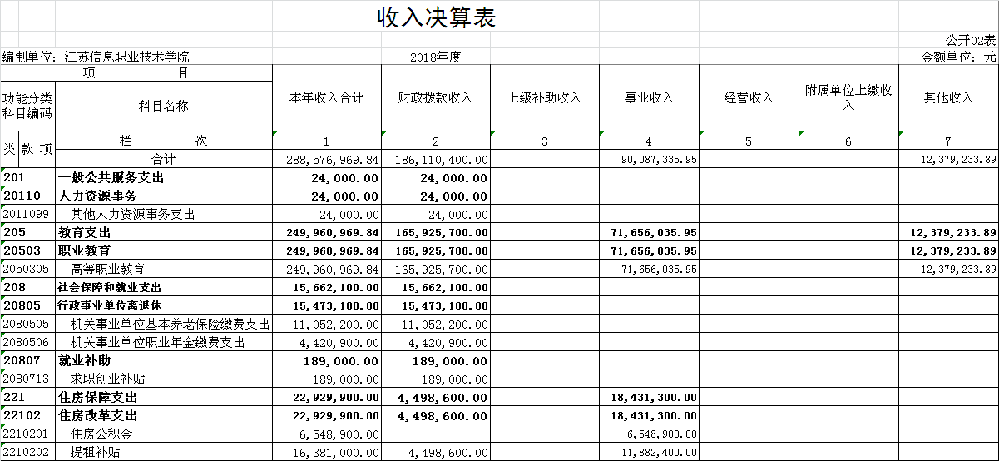 收入决算表
公开02表
编制单位：江苏信息职业技术学院 2018年度 金额单位：元
项 目 本年收入合计 财政拨款收入 上级补助收入 事业收入 经营收入 附属单位上缴收入 其他收入
功能分类科目编码 科目名称
类 款 项 栏 次 1 2 3 4 5 6 7
合计 288,576,969.84 186,110,400.00 90,087,335.95 12,379,233.89
201 一般公共服务支出 24,000.00 24,000.00
20110 人力资源事务 24,000.00 24,000.00
2011099 其他人力资源事务支出 24,000.00 24,000.00
205 教育支出 249,960,969.84 165,925,700.00 71,656,035.95 12,379,233.89
20503 职业教育 249,960,969.84 165,925,700.00 71,656,035.95 12,379,233.89
2050305 高等职业教育 249,960,969.84 165,925,700.00 71,656,035.95 12,379,233.89
208 社会保障和就业支出 15,662,100.00 15,662,100.00
20805 行政事业单位离退休 15,473,100.00 15,473,100.00
2080505 机关事业单位基本养老保险缴费支出 11,052,200.00 11,052,200.00
2080506 机关事业单位职业年金缴费支出 4,420,900.00 4,420,900.00
20807 就业补助 189,000.00 189,000.00
2080713 求职创业补贴 189,000.00 189,000.00
221 住房保障支出 22,929,900.00 4,498,600.00 18,431,300.00
22102 住房改革支出 22,929,900.00 4,498,600.00 18,431,300.00
2210201 住房公积金 6,548,900.00 6,548,900.00
2210202 提租补贴 16,381,000.00 4,498,600.00 11,882,400.00